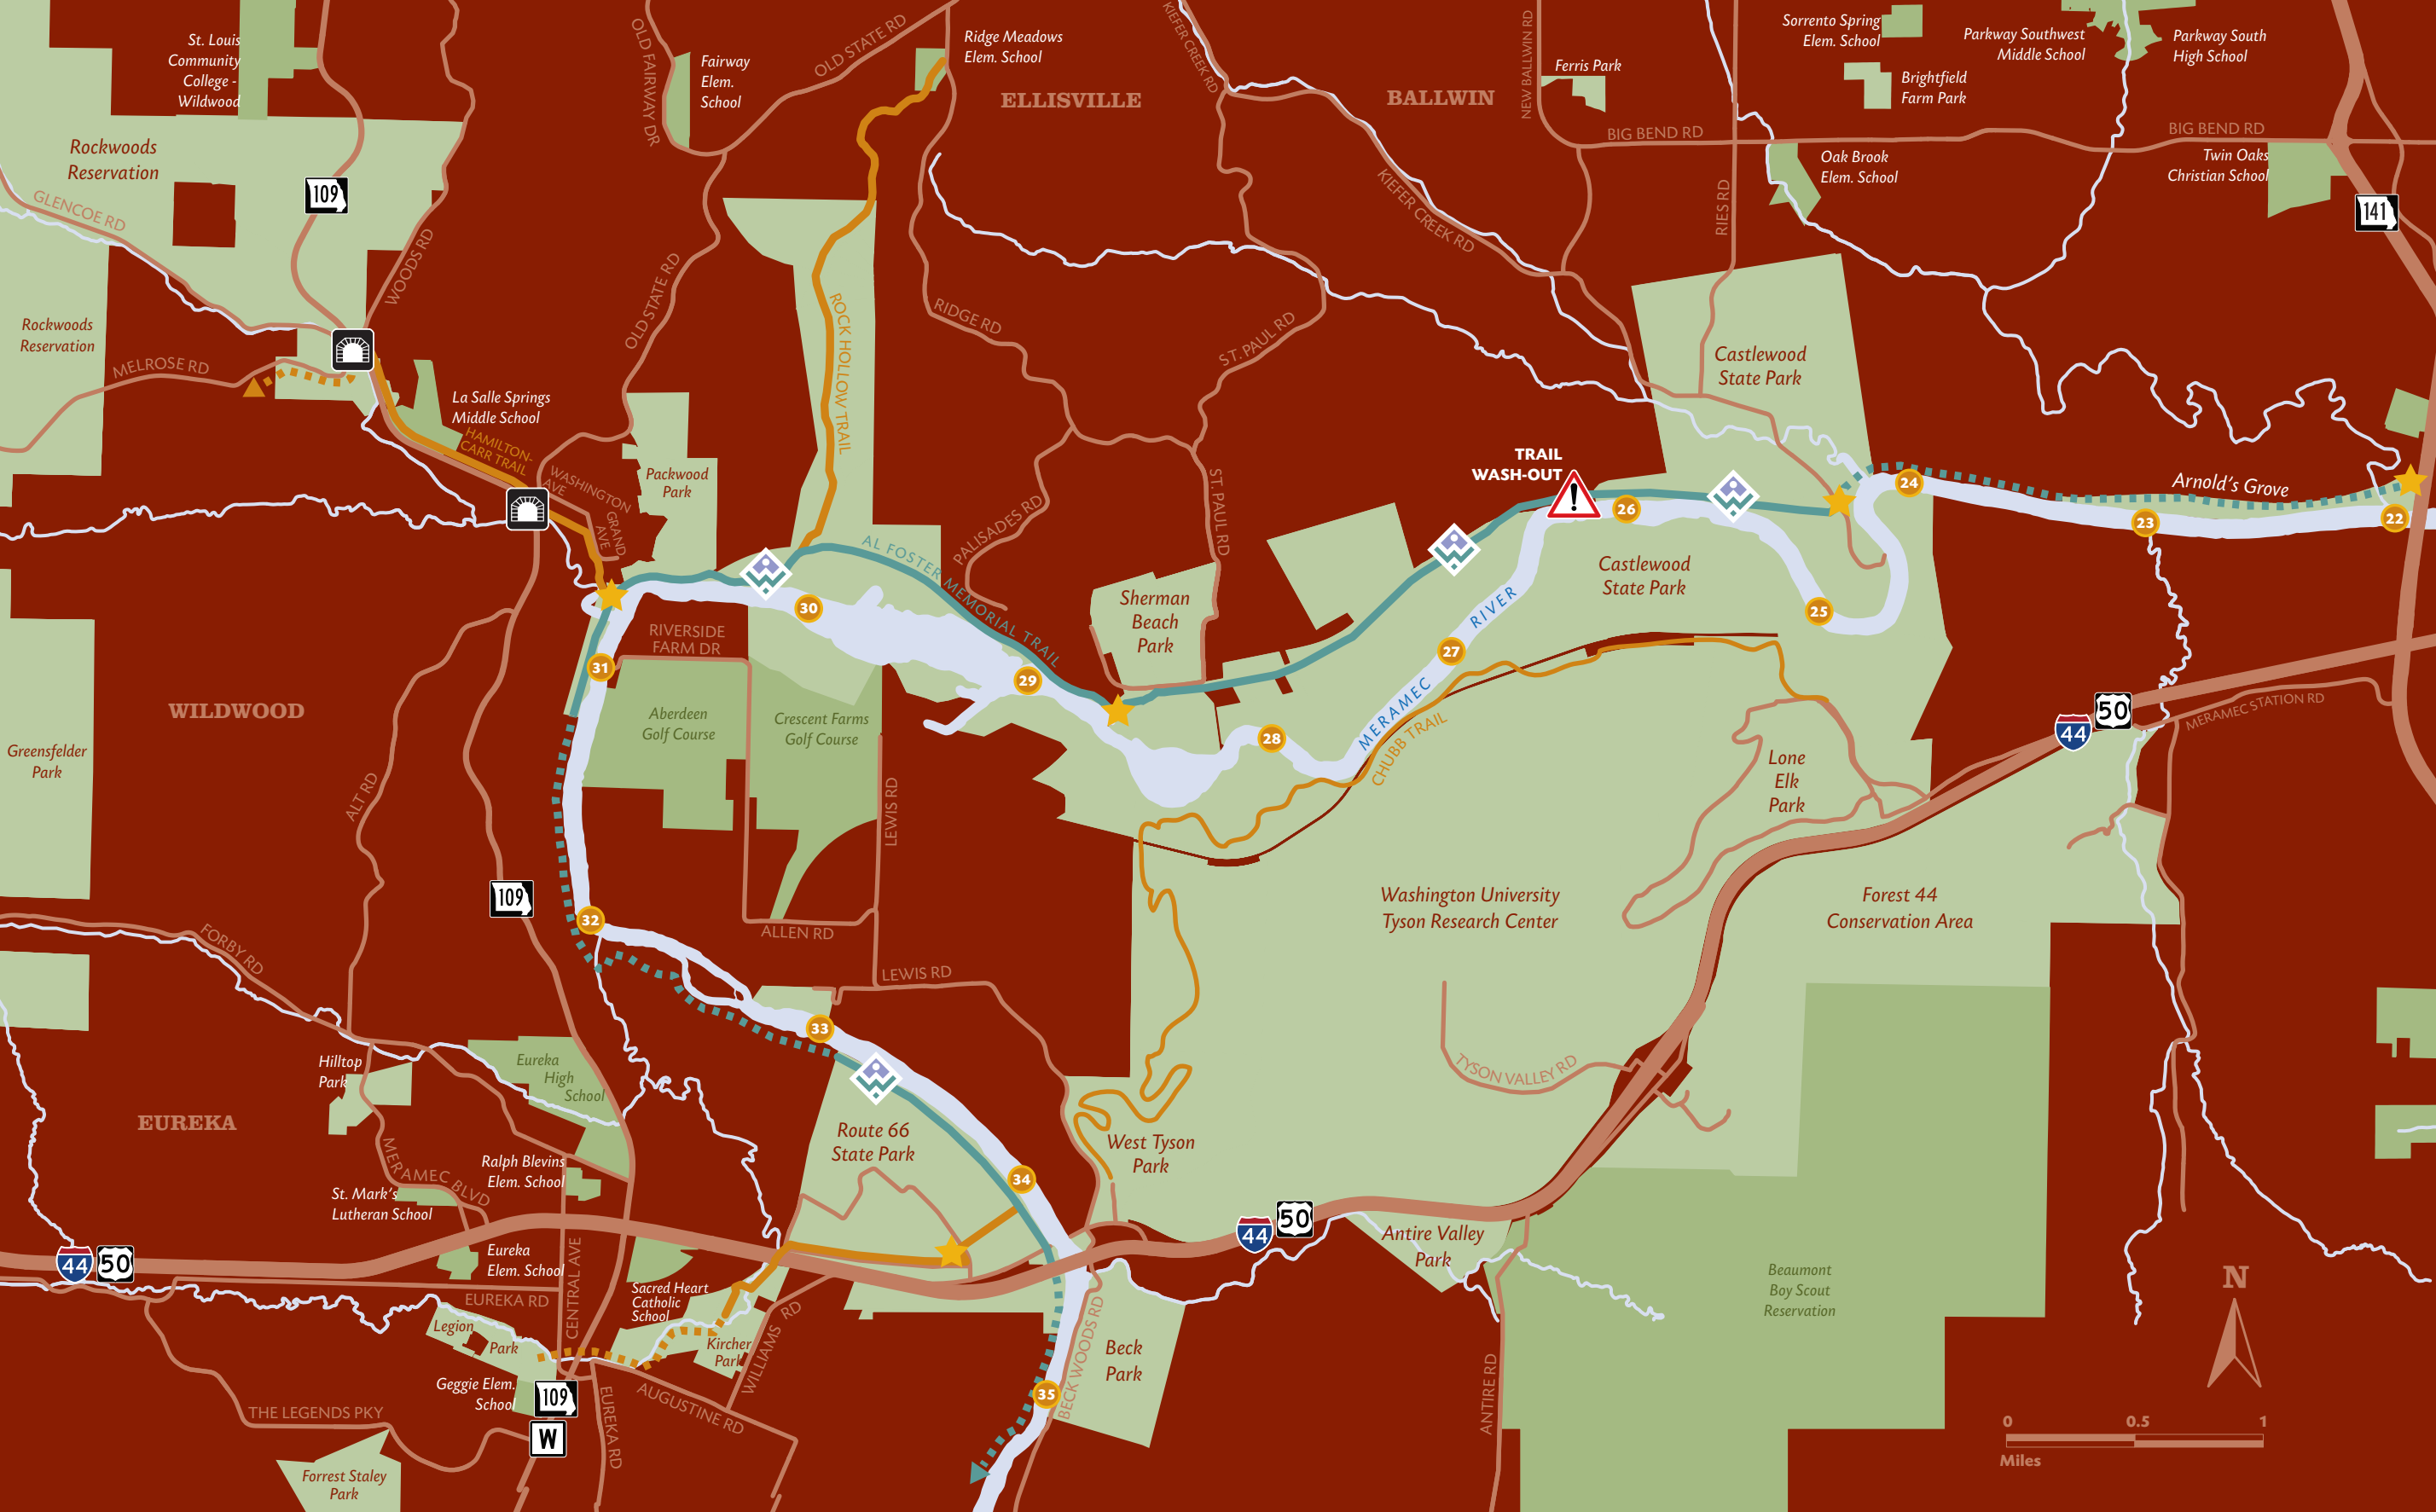 St. Louis
Community
College -
Wildwood
Rockwoods
Reservation
109
GLENCOE RD
WOODS RD
Rockwoods
Reservation
MELROSE RD
OLD FAIRWAY DR
Fairway
Elem.
School
OLD STATE RD
Ridge Meadows
Elem. School
ELLISVILLE
KIEFER CREEK RD
BALLWIN
NEW BALLWIN RD
Ferris Park
Sorrento Spring
Elem. School
Parkway Southwest
Middle School
Parkway South
High School
Brightfield
Farm Park
BIG BEND RD
BIG BEND RD
Oak Brook
Elem. School
Twin Oaks
Christian School
141
RIES RD
KIEFER CREEK RD
OLD STATE RD
ROCK HOLLOW TRAIL
RIDGE RD
ST. PAUL RD
Castlewood
State Park
La Salle Springs
Middle School
HAMILTON-
CARR TRAIL
WASHINGTON
AVE
GRAND
AVE
Packwood
Park
PALISADES RD
ST. PAUL RD
TRAIL
WASH-OUT
!
26
24
Arnold's Grove
23
22
AL FOSTER MEMORIAL TRAIL
30
Sherman
Beach
Park
Castlewood
State Park
25
RIVERSIDE
FARM DR
31
29
27
MERAMEC RIVER
28
CHUBB TRAIL
WILDWOOD
Greensfelder
Park
Aberdeen
Golf Course
Crescent Farms
Golf Course
LEWIS RD
ALT RD
Lone
Elk
Park
44
50
MERAMEC STATION RD
109
32
ALLEN RD
Washington University
Tyson Research Center
Forest 44
Conservation Area
FORBY RD
LEWIS RD
33
Hilltop
Park
Eureka
High
School
TYSON VALLEY RD
EUREKA
MERAMEC BLVD
Ralph Blevins
Elem. School
St. Mark's
Lutheran School
Route 66
State Park
34
West Tyson
Park
44
50
44
50
Eureka
Elem. School
CENTRAL AVE
EUREKA RD
Sacred Heart
Catholic
School
Antire Valley
Park
Beaumont
Boy Scout
Reservation
N
Legion
Park
Kircher
Park
WILLIAMS RD
BECK WOODS RD
Beck
Park
35
Geggie Elem.
School
109
W
EUREKA RD
AUGUSTINE RD
THE LEGENDS PKY
ANTIRE RD
Forrest Staley
Park
0 0.5 1
Miles